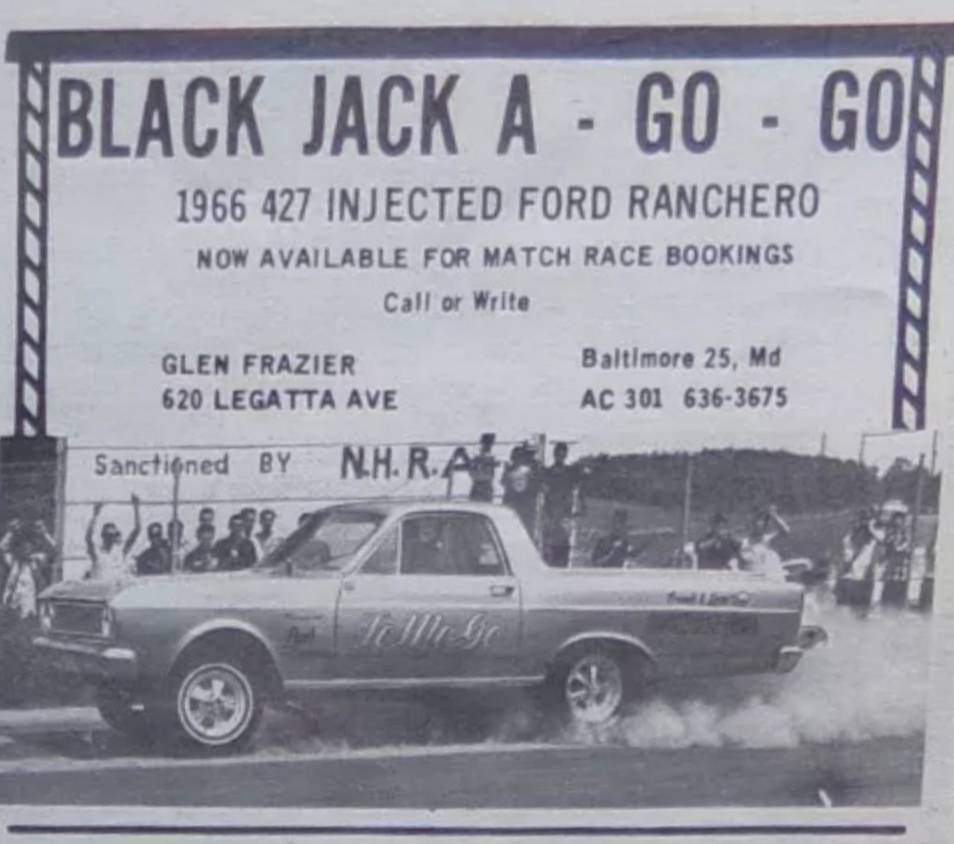 BLACK JACK A - GO - GO
1966 427 INJECTED FORD RANCHERO
NOW AVAILABLE FOR MATCH RACE BOOKINGS
Call or Write
GLEN FRAZIER
620 LEGATTA AVE
Baltimore 25, Md
AC 301 636-3675
Sanctioned BY N.H.R.A